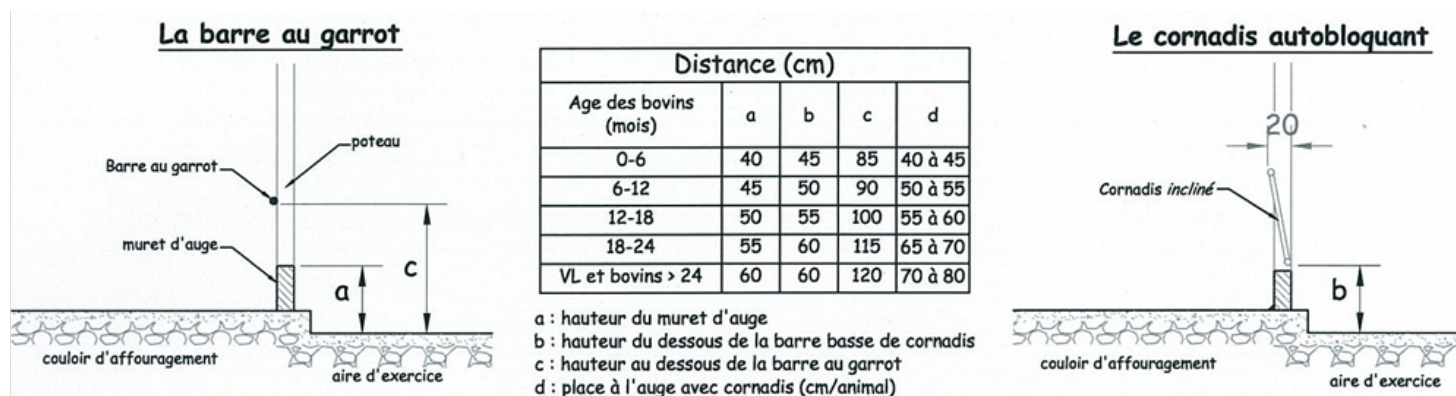 La barre au garrot
poteau
Barre au garrot
muret d'auge
a
c
couloir d'affouragement
aire d'exercice
Distance (cm)
Age des bovins (mois) a b c d
0-6 40 45 85 40 à 45
6-12 45 50 90 50 à 55
12-18 50 55 100 55 à 60
18-24 55 60 115 65 à 70
VL et bovins > 24 60 60 120 70 à 80
a : hauteur du muret d'auge
b : hauteur du dessous de la barre basse de cornadis
c : hauteur au dessous de la barre au garrot
d : place à l'auge avec cornadis (cm/animal)
Le cornadis autobloquant
20
Cornadis incliné
b
couloir d'affouragement
aire d'exercice